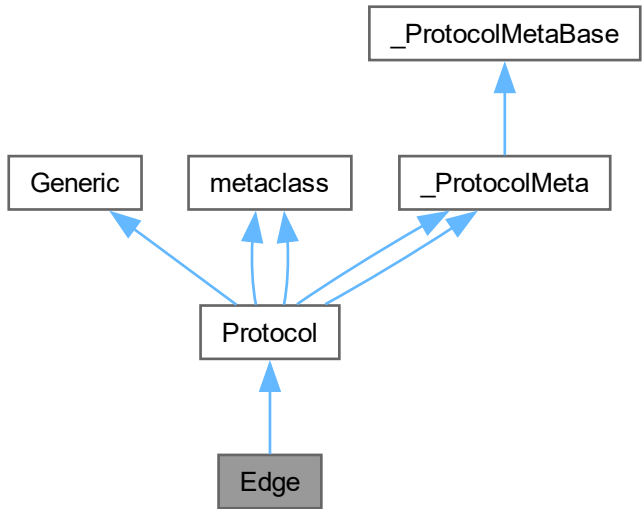 _ProtocolMetaBase
Generic
metaclass
_ProtocolMeta
Protocol
Edge